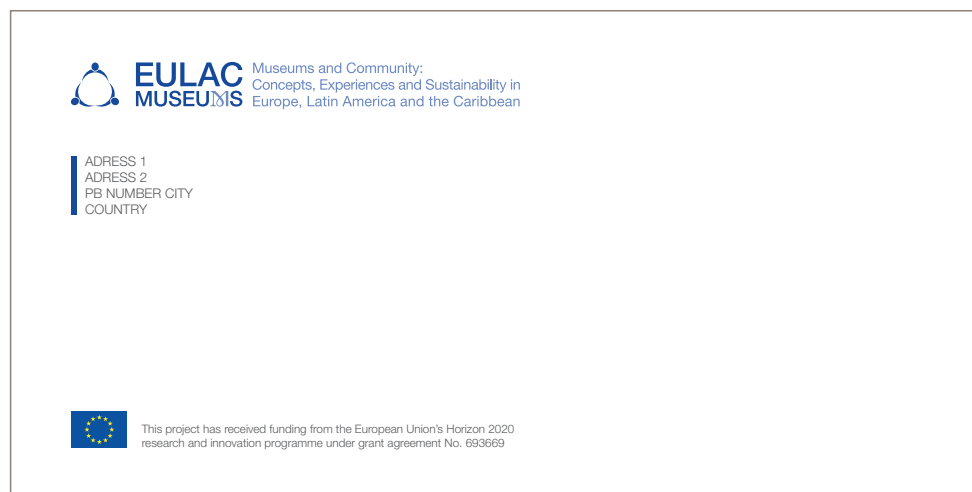 EULAC
MUSEUMS
Museums and Community:
Concepts, Experiences and Sustainability in
Europe, Latin America and the Caribbean
ADRESS 1
ADRESS 2
PB NUMBER CITY
COUNTRY
This project has received funding from the European Union's Horizon 2020
research and innovation programme under grant agreement No. 693669